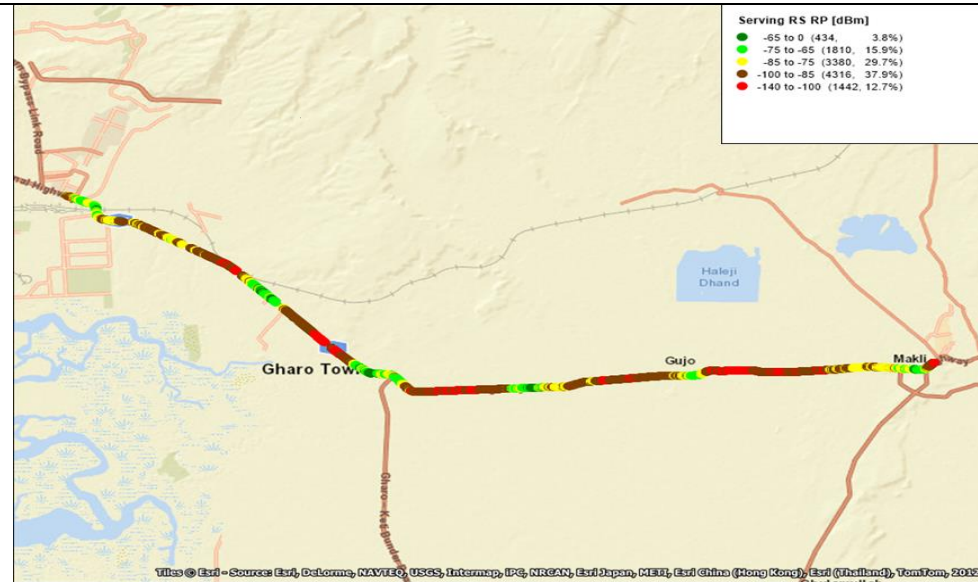 Serving RS RP [dBm]
-65 to 0 (434, 3.8%)
-75 to -65 (1810, 15.9%)
-85 to -75 (3380, 29.7%)
-100 to -85 (4316, 37.9%)
-140 to -100 (1442, 12.7%)
Bypass Link Road
Haleji
Dhand
Gharo
Gujo
Makli
Tiles © Esri - Source: Esri, DeLorme, NAVTEQ, USGS, Intermap, iPC, NRCAN, Esri Japan, METI, Esri China (Hong Kong), Esri (Thailand), TomTom,